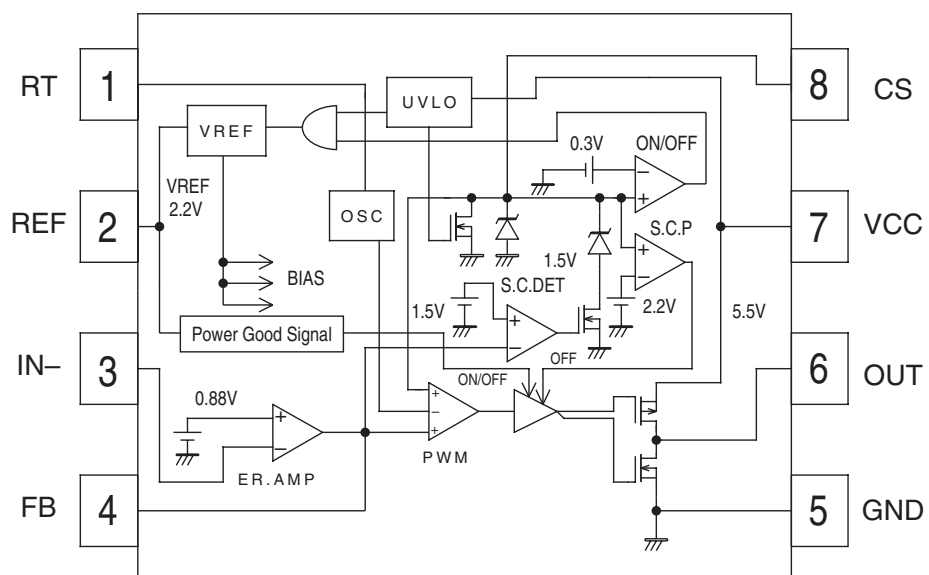 RT
1
UVLO
8
CS
VREF
0.3V
ON/OFF
VREF
2.2V
OSC
REF
2
7
VCC
S.C.P
1.5V
BIAS
S.C.DET
1.5V
2.2V
5.5V
Power Good Signal
IN–
3
OFF
6
OUT
ON/OFF
0.88V
+
−
ER.AMP
+
−
+
PWM
+
−
−
+
+
−
FB
4
5
GND